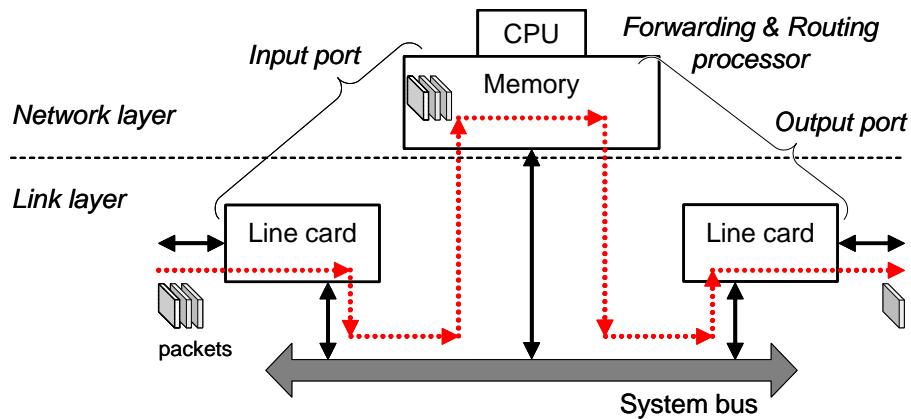 CPU
Forwarding & Routing
processor
Input port
Memory
Network layer
Output port
Link layer
Line card
Line card
packets
System bus